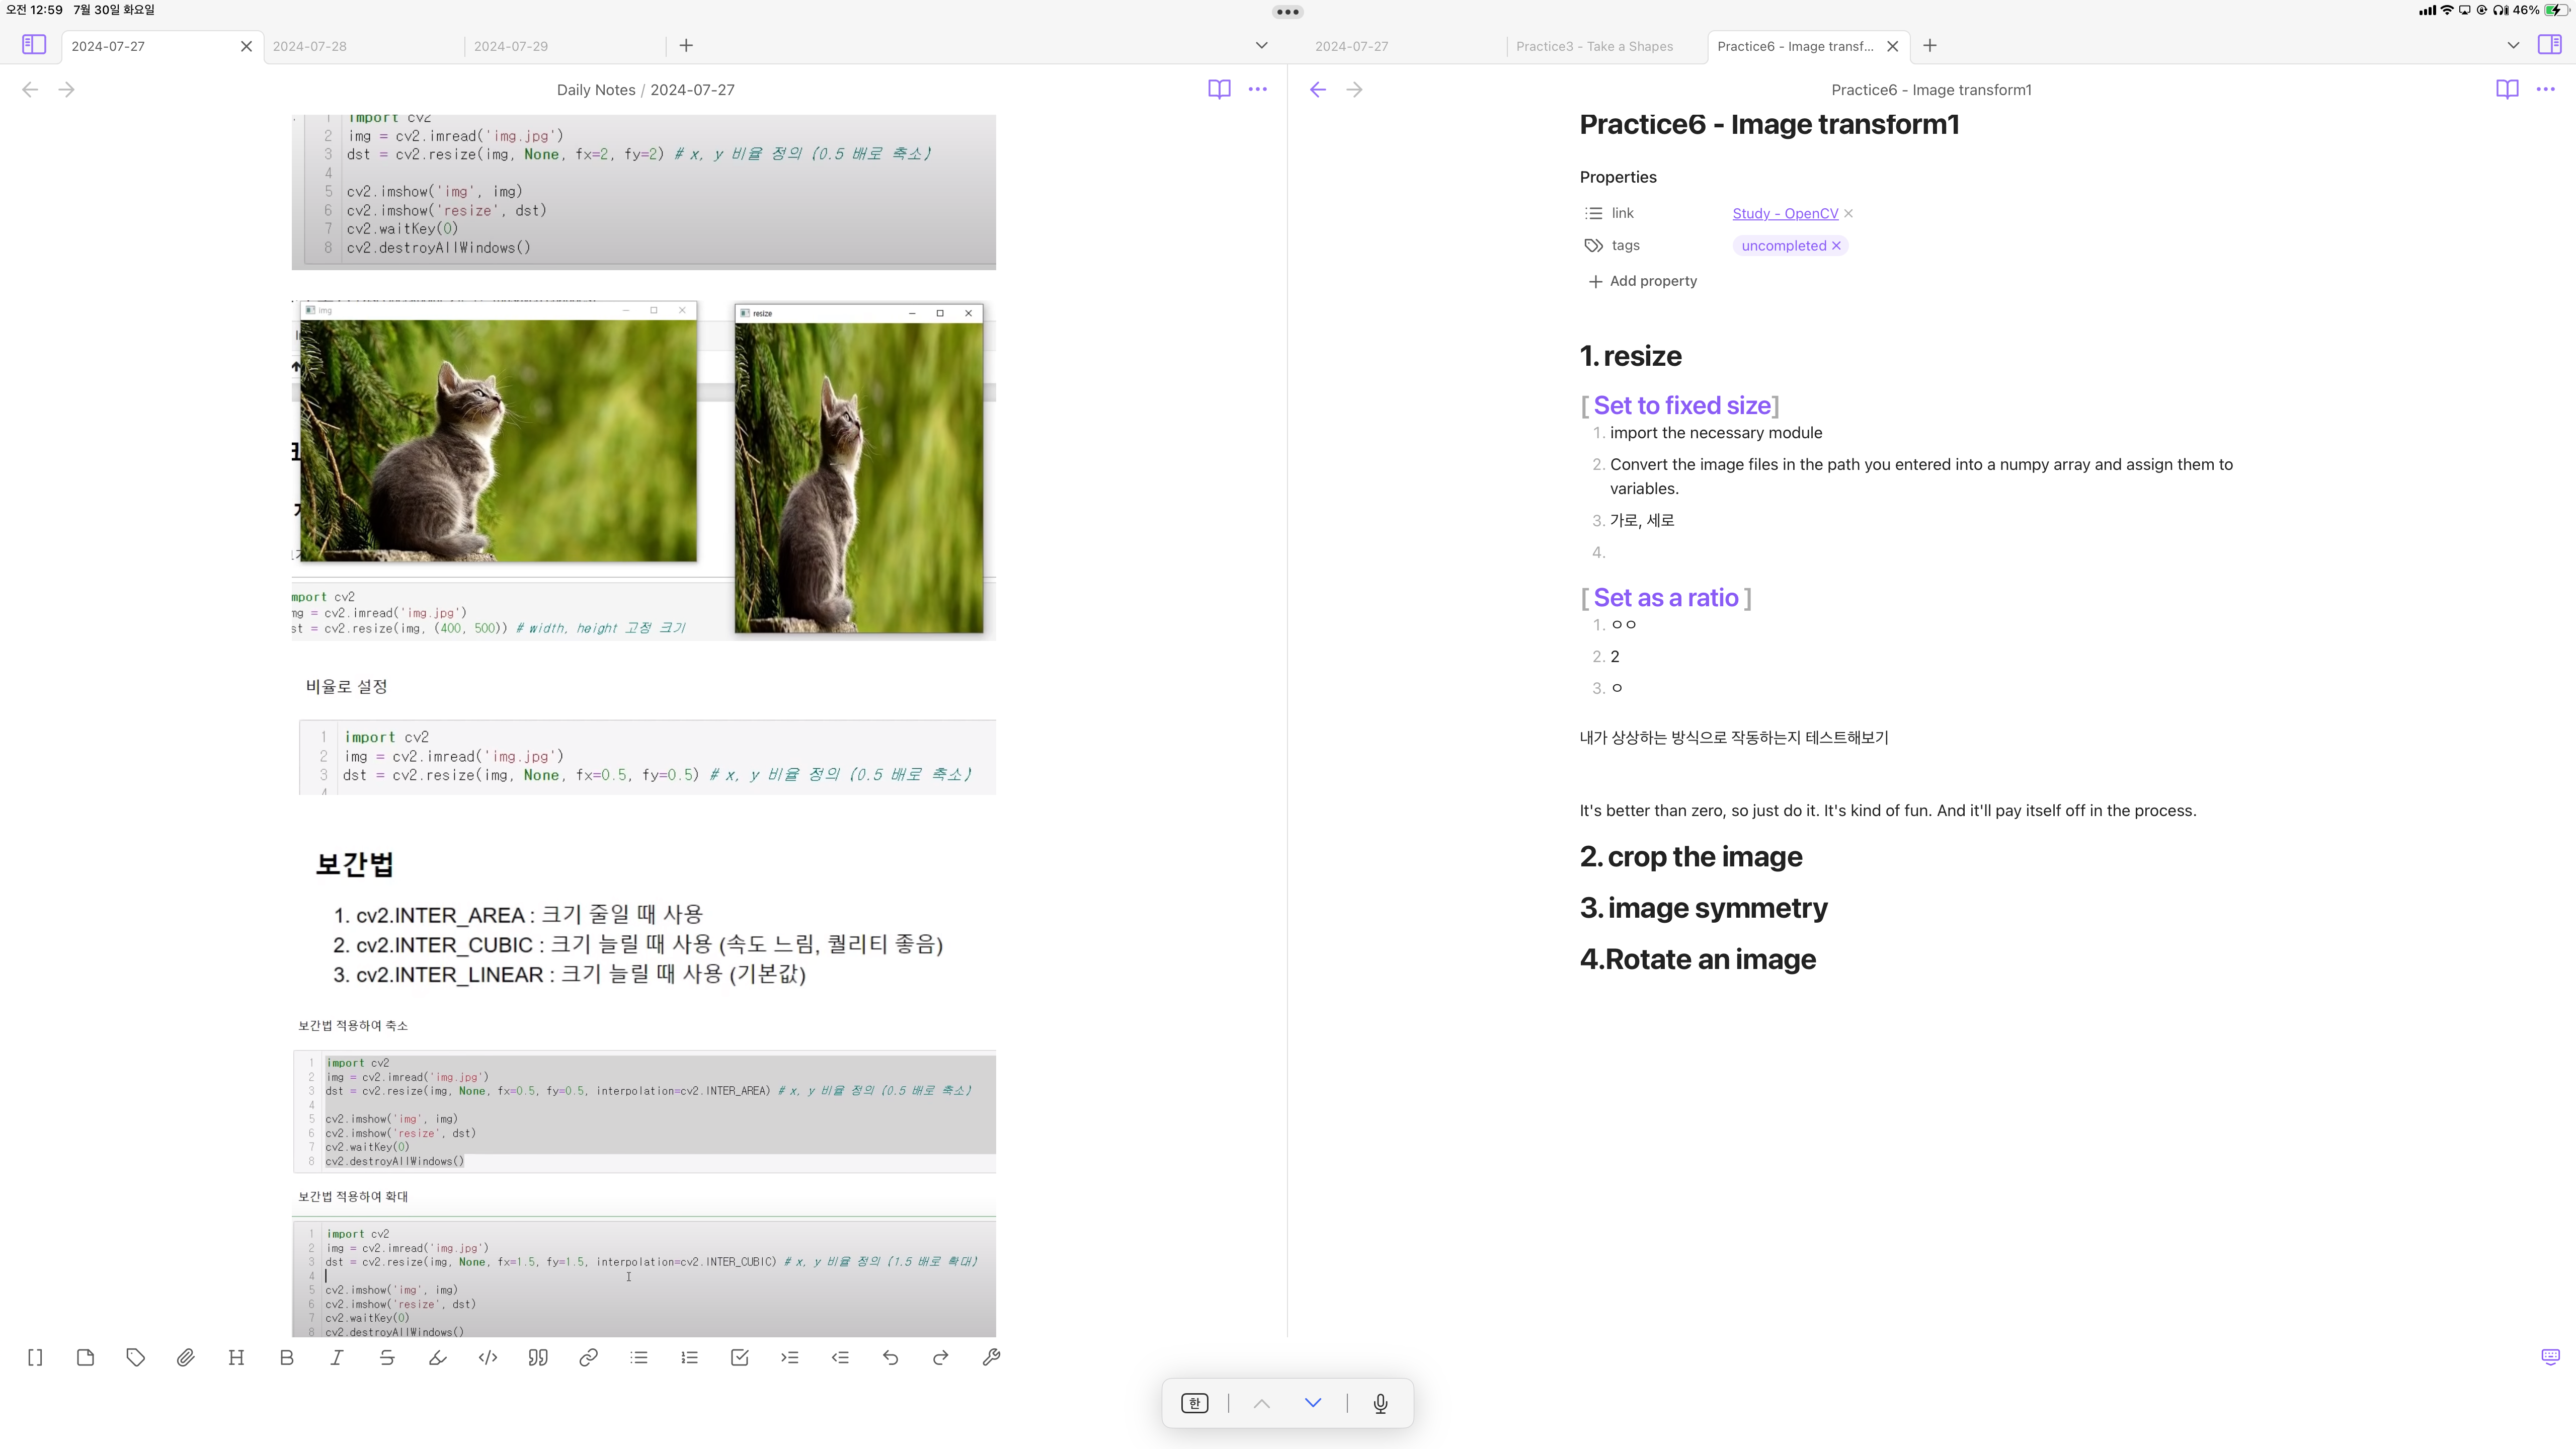 오전 12:59 7월 30일 화요일
46%
2024-07-27
2024-07-28
2024-07-29
Daily Notes / 2024-07-27
1 import cv2
2 img = cv2.imread('img.jpg')
3 dst = cv2.resize(img, None, fx=2, fy=2) # x, y 비율 정의 (0.5 배로 축소)
4
5 cv2.imshow('img', img)
6 cv2.imshow('resize', dst)
7 cv2.waitKey(0)
8 cv2.destroyAllWindows()
img
resize
mport cv2
mg = cv2.imread('img.jpg')
st = cv2.resize(img, (400, 500)) # width, height 고정 크기
비율로 설정
1 import cv2
2 img = cv2.imread('img.jpg')
3 dst = cv2.resize(img, None, fx=0.5, fy=0.5) # x, y 비율 정의 (0.5 배로 축소)
4
보간법
1. cv2.INTER_AREA : 크기 줄일 때 사용
2. cv2.INTER_CUBIC : 크기 늘릴 때 사용 (속도 느림, 퀄리티 좋음)
3. cv2.INTER_LINEAR : 크기 늘릴 때 사용 (기본값)
보간법 적용하여 축소
1 import cv2
2 img = cv2.imread('img.jpg')
3 dst = cv2.resize(img, None, fx=0.5, fy=0.5, interpolation=cv2.INTER_AREA) # x, y 비율 정의 (0.5 배로 축소)
4
5 cv2.imshow('img', img)
6 cv2.imshow('resize', dst)
7 cv2.waitKey(0)
8 cv2.destroyAllWindows()
보간법 적용하여 확대
1 import cv2
2 img = cv2.imread('img.jpg')
3 dst = cv2.resize(img, None, fx=1.5, fy=1.5, interpolation=cv2.INTER_CUBIC) # x, y 비율 정의 (1.5 배로 확대)
4
5 cv2.imshow('img', img)
6 cv2.imshow('resize', dst)
7 cv2.waitKey(0)
8 cv2.destroyAllWindows()
2024-07-27
Practice3 - Take a Shapes
Practice6 - Image transf...
Practice6 - Image transform1
Practice6 - Image transform1
Properties
link Study - OpenCV
tags uncompleted
Add property
1. resize
[ Set to fixed size]
1. import the necessary module
2. Convert the image files in the path you entered into a numpy array and assign them to
variables.
3. 가로, 세로
4.
[ Set as a ratio ]
1. ㅇㅇ
2. 2
3. ㅇ
내가 상상하는 방식으로 작동하는지 테스트해보기
It's better than zero, so just do it. It's kind of fun. And it'll pay itself off in the process.
2. crop the image
3. image symmetry
4.Rotate an image
한